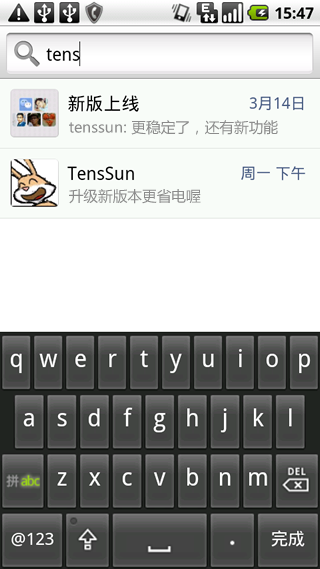 15:47
tens
新版上线 3月14日
tenssun: 更稳定了，还有新功能
TensSun 周一 下午
升级新版本更省电喔
q w e r t y u i o p
a s d f g h j k l
拼abc z x c v b n m DEL
@123 . 完成